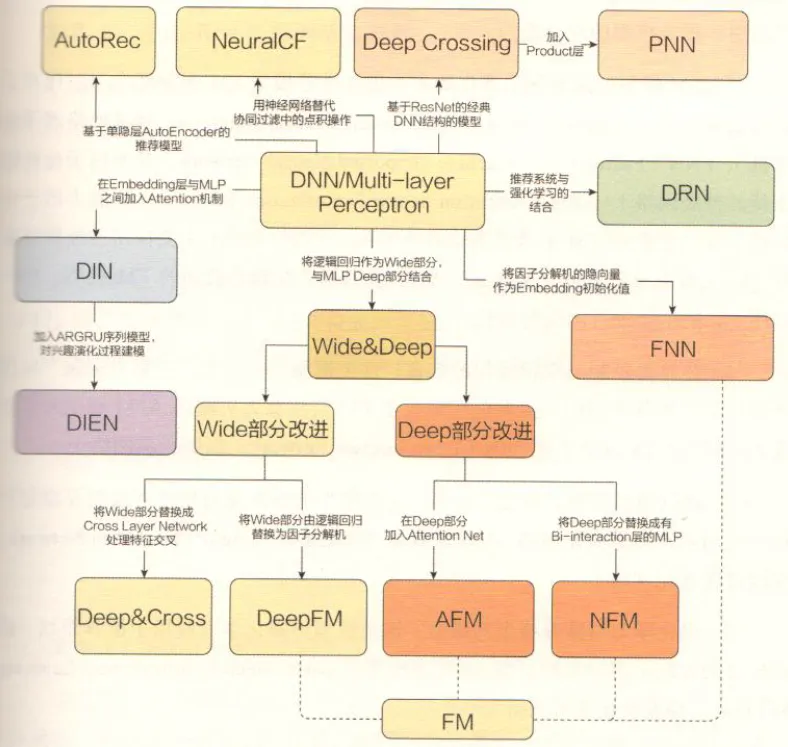 AutoRec
NeuralCF
Deep Crossing
加入
Product层
PNN
用神经网络替代
协同过滤中的点积操作
基于ResNet的经典
DNN结构的模型
基于单隐层AutoEncoder的
推荐模型
DNN/Multi-layer
Perceptron
推荐系统与
强化学习的
结合
DRN
在Embedding层与MLP
之间加入Attention机制
DIN
将逻辑回归作为Wide部分,
与MLP Deep部分结合
将因子分解机的隐向量
作为Embedding初始化值
加入ARGRU序列模型,
对兴趣演化过程建模
Wide&Deep
FNN
DIEN
Wide部分改进
Deep部分改进
将Wide部分替换成
Cross Layer Network
处理特征交叉
将Wide部分由逻辑回归
替换为因子分解机
在Deep部分
加入Attention Net
将Deep部分替换成有
Bi-interaction层的MLP
Deep&Cross
DeepFM
AFM
NFM
FM